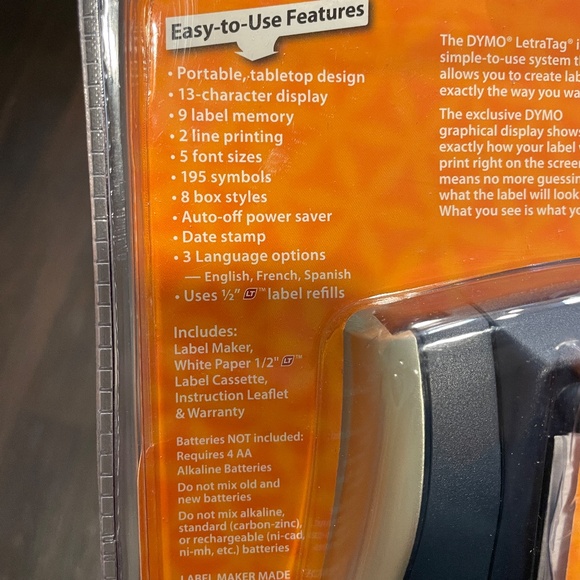 Easy-to-Use Features
• Portable, tabletop design
• 13-character display
• 9 label memory
• 2 line printing
• 5 font sizes
• 195 symbols
• 8 box styles
• Auto-off power saver
• Date stamp
• 3 Language options
— English, French, Spanish
• Uses ½" LT™ label refills
Includes:
Label Maker,
White Paper 1/2" LT™
Label Cassette,
Instruction Leaflet
& Warranty
Batteries NOT included:
Requires 4 AA
Alkaline Batteries
Do not mix old and
new batteries
Do not mix alkaline,
standard (carbon-zinc),
or rechargeable (ni-cad,
ni-mh, etc.) batteries
LABEL MAKER MADE
The DYMO® LetraTag®
simple-to-use system
allows you to create
exactly the way you
The exclusive DYMO
graphical display shows
exactly how your label
print right on the screen
means no more
what the label will look
What you see is what